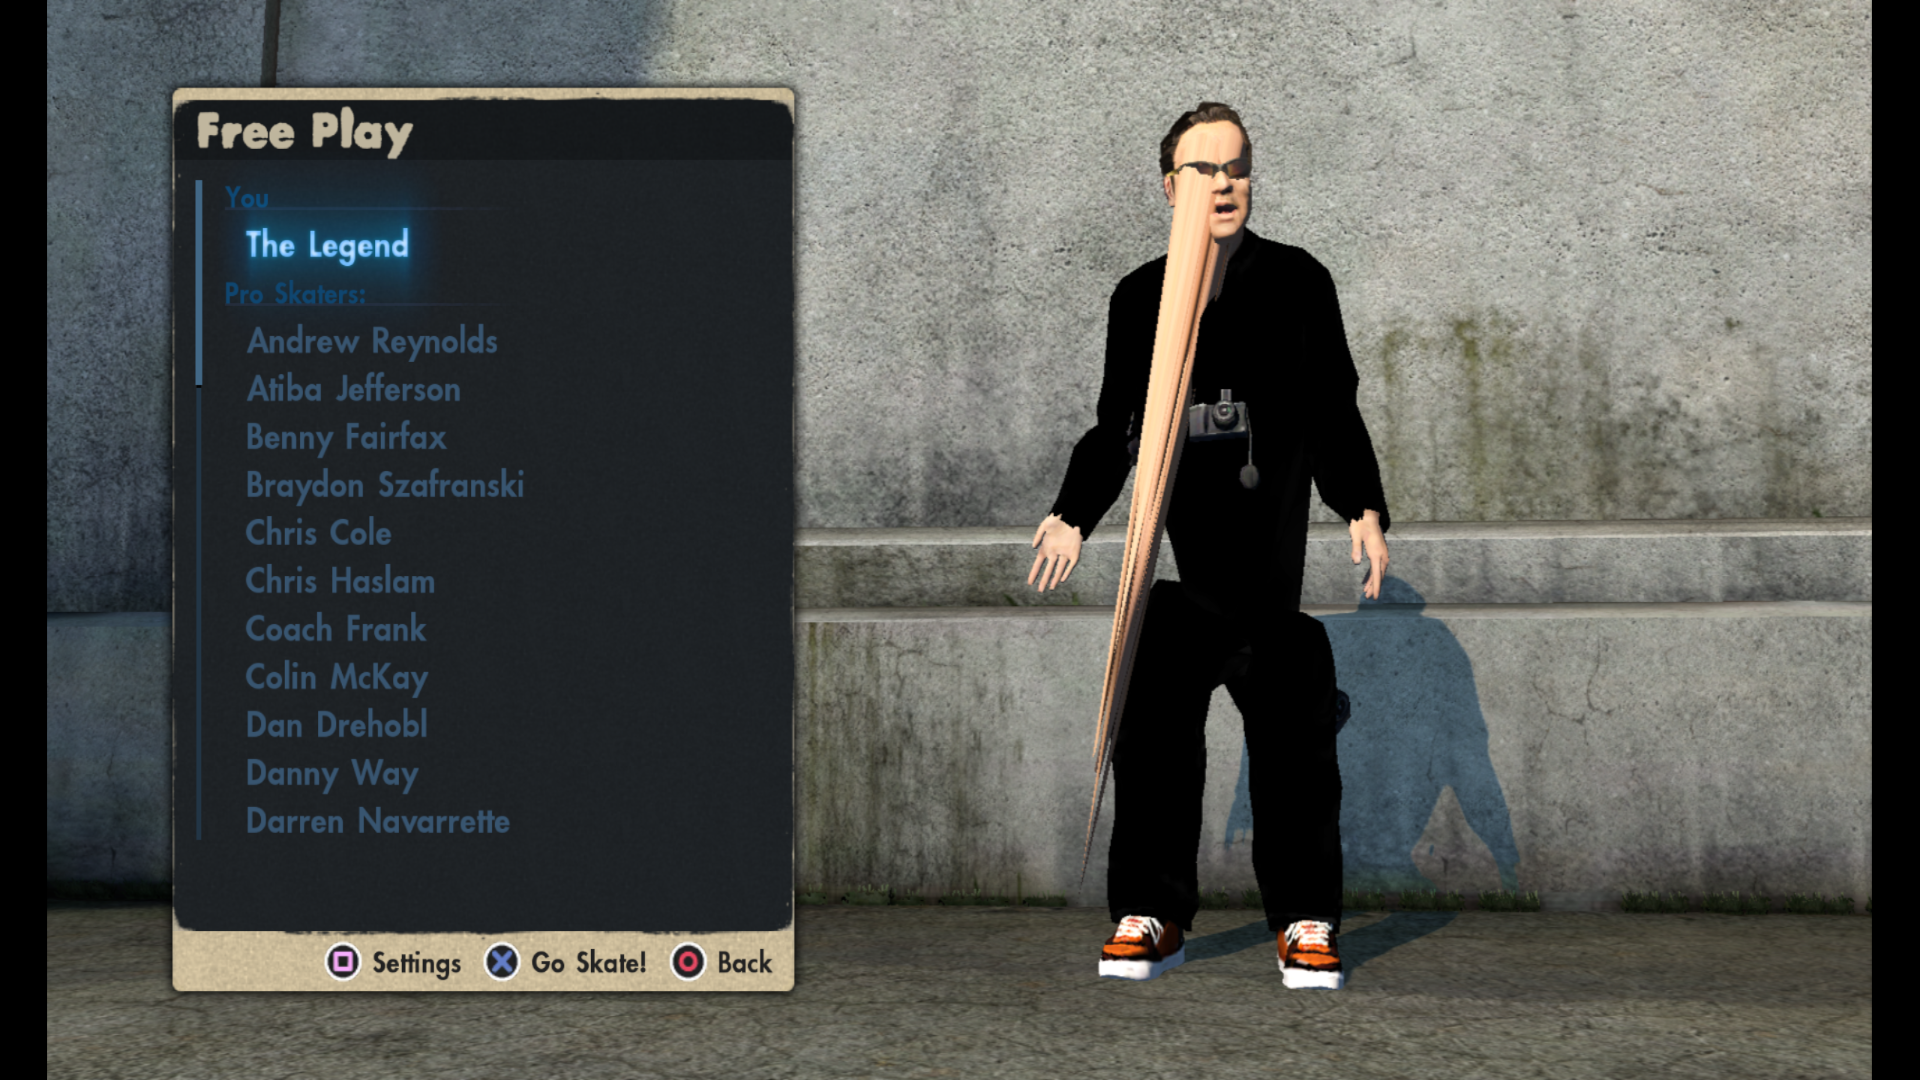 Free Play
You
The Legend
Pro Skaters:
Andrew Reynolds
Atiba Jefferson
Benny Fairfax
Braydon Szafranski
Chris Cole
Chris Haslam
Coach Frank
Colin McKay
Dan Drehobl
Danny Way
Darren Navarrette
Settings Go Skate! Back